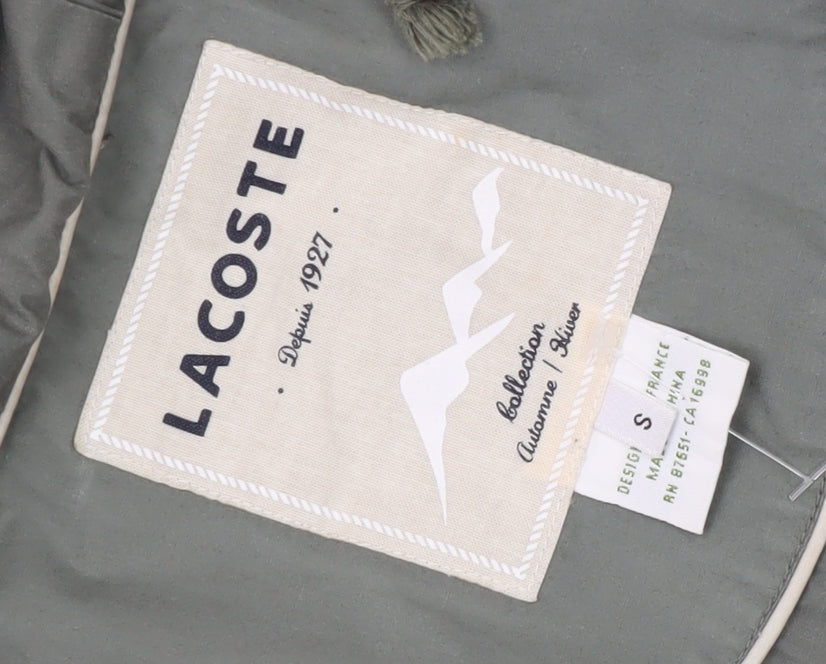 LACOSTE
• Depuis 1927 •
Collection
Automne / Hiver
S
FRANCE
RN 87651 - CA 16998